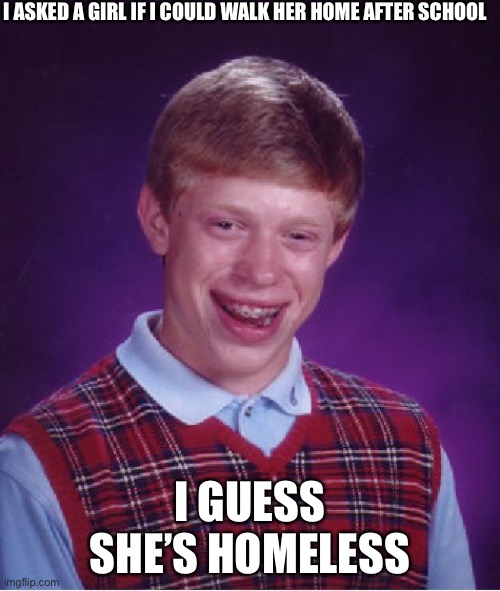 I ASKED A GIRL IF I COULD WALK HER HOME AFTER SCHOOL
I GUESS
SHE’S HOMELESS
imgflip.com